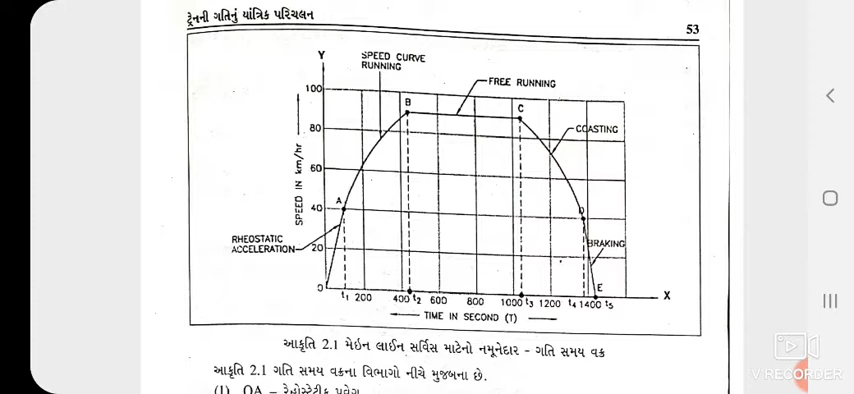 ટ્રેનની ગતિનું યાંત્રિક પરિચલન
53
Y
SPEED CURVE
RUNNING
FREE RUNNING
100
B
C
80
COASTING
60
SPEED IN km/hr
A
40
D
RHEOSTATIC
ACCELERATION
20
BRAKING
E
0
t₁ 200 400 t₂ 600 800 1000 t₃ 1200 t₄ 1400 t₅
X
TIME IN SECOND (T)
આકૃતિ 2.1 મેઇન લાઈન સર્વિસ માટેનો નમૂનેદાર - ગતિ સમય વક્ર
આકૃતિ 2.1 ગતિ સમય વક્રના વિભાગો નીચે મુજબના છે.
(1) OA – રેહોસ્ટેટીક પ્રવેગ
V RECORDER